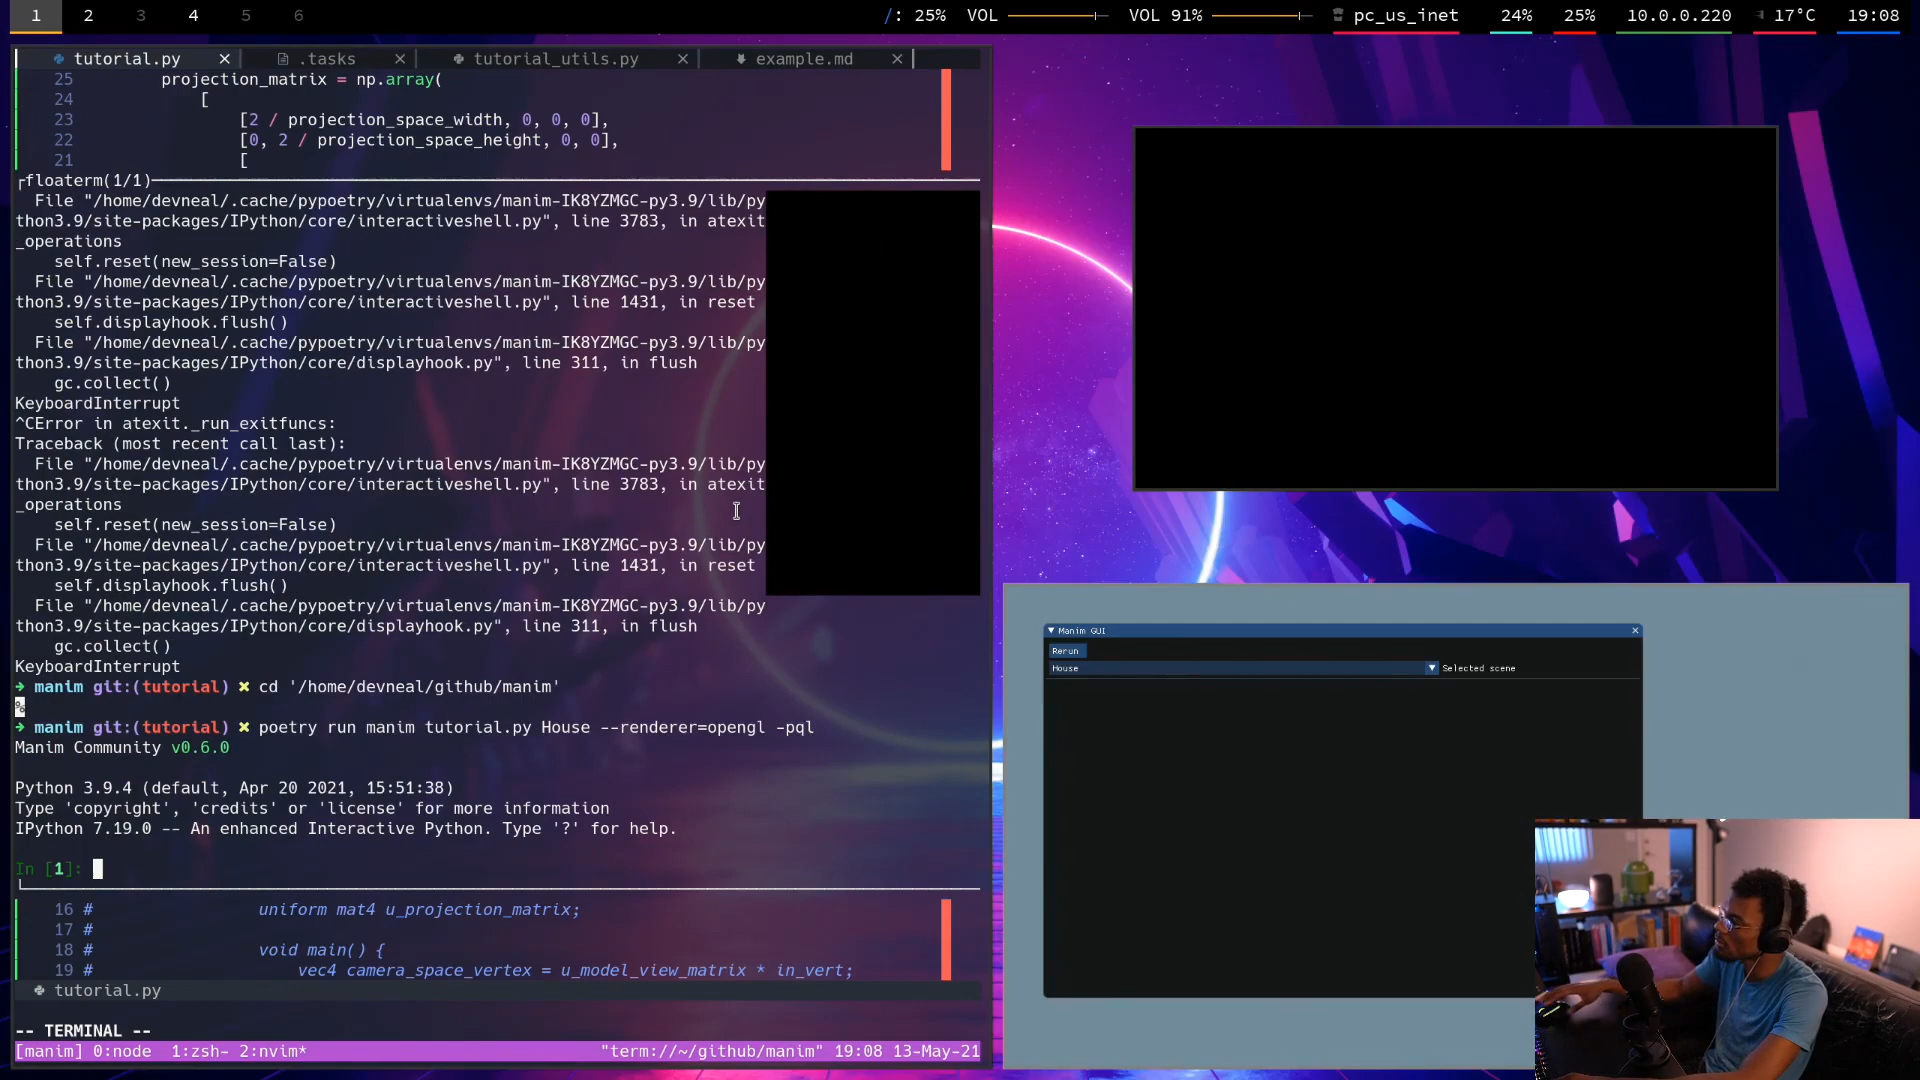 1 2 3 4 5 6 /: 25% VOL VOL 91% pc_us_inet 24% 25% 10.0.0.220 17°C 19:08
tutorial.py .tasks tutorial_utils.py example.md
25 projection_matrix = np.array(
24 [
23 [2 / projection_space_width, 0, 0, 0],
22 [0, 2 / projection_space_height, 0, 0],
21 [
floaterm(1/1)
File "/home/devneal/.cache/pypoetry/virtualenvs/manim-IK8YZMGC-py3.9/lib/py
thon3.9/site-packages/IPython/core/interactiveshell.py", line 3783, in atexit
_operations
self.reset(new_session=False)
File "/home/devneal/.cache/pypoetry/virtualenvs/manim-IK8YZMGC-py3.9/lib/py
thon3.9/site-packages/IPython/core/interactiveshell.py", line 1431, in reset
self.displayhook.flush()
File "/home/devneal/.cache/pypoetry/virtualenvs/manim-IK8YZMGC-py3.9/lib/py
thon3.9/site-packages/IPython/core/displayhook.py", line 311, in flush
gc.collect()
KeyboardInterrupt
^CError in atexit._run_exitfuncs:
Traceback (most recent call last):
File "/home/devneal/.cache/pypoetry/virtualenvs/manim-IK8YZMGC-py3.9/lib/py
thon3.9/site-packages/IPython/core/interactiveshell.py", line 3783, in atexit
_operations
self.reset(new_session=False)
File "/home/devneal/.cache/pypoetry/virtualenvs/manim-IK8YZMGC-py3.9/lib/py
thon3.9/site-packages/IPython/core/interactiveshell.py", line 1431, in reset
self.displayhook.flush()
File "/home/devneal/.cache/pypoetry/virtualenvs/manim-IK8YZMGC-py3.9/lib/py
thon3.9/site-packages/IPython/core/displayhook.py", line 311, in flush
gc.collect()
KeyboardInterrupt
➜ manim git:(tutorial) ✖ cd '/home/devneal/github/manim'
%
➜ manim git:(tutorial) ✖ poetry run manim tutorial.py House --renderer=opengl -pql
Manim Community v0.6.0
Python 3.9.4 (default, Apr 20 2021, 15:51:38)
Type 'copyright', 'credits' or 'license' for more information
IPython 7.19.0 -- An enhanced Interactive Python. Type '?' for help.
In [1]:
16 # uniform mat4 u_projection_matrix;
17 #
18 # void main() {
19 # vec4 camera_space_vertex = u_model_view_matrix * in_vert;
tutorial.py
-- TERMINAL --
[manim] 0:node 1:zsh- 2:nvim* "term://~/github/manim" 19:08 13-May-21
Manim GUI
Rerun
House Selected scene